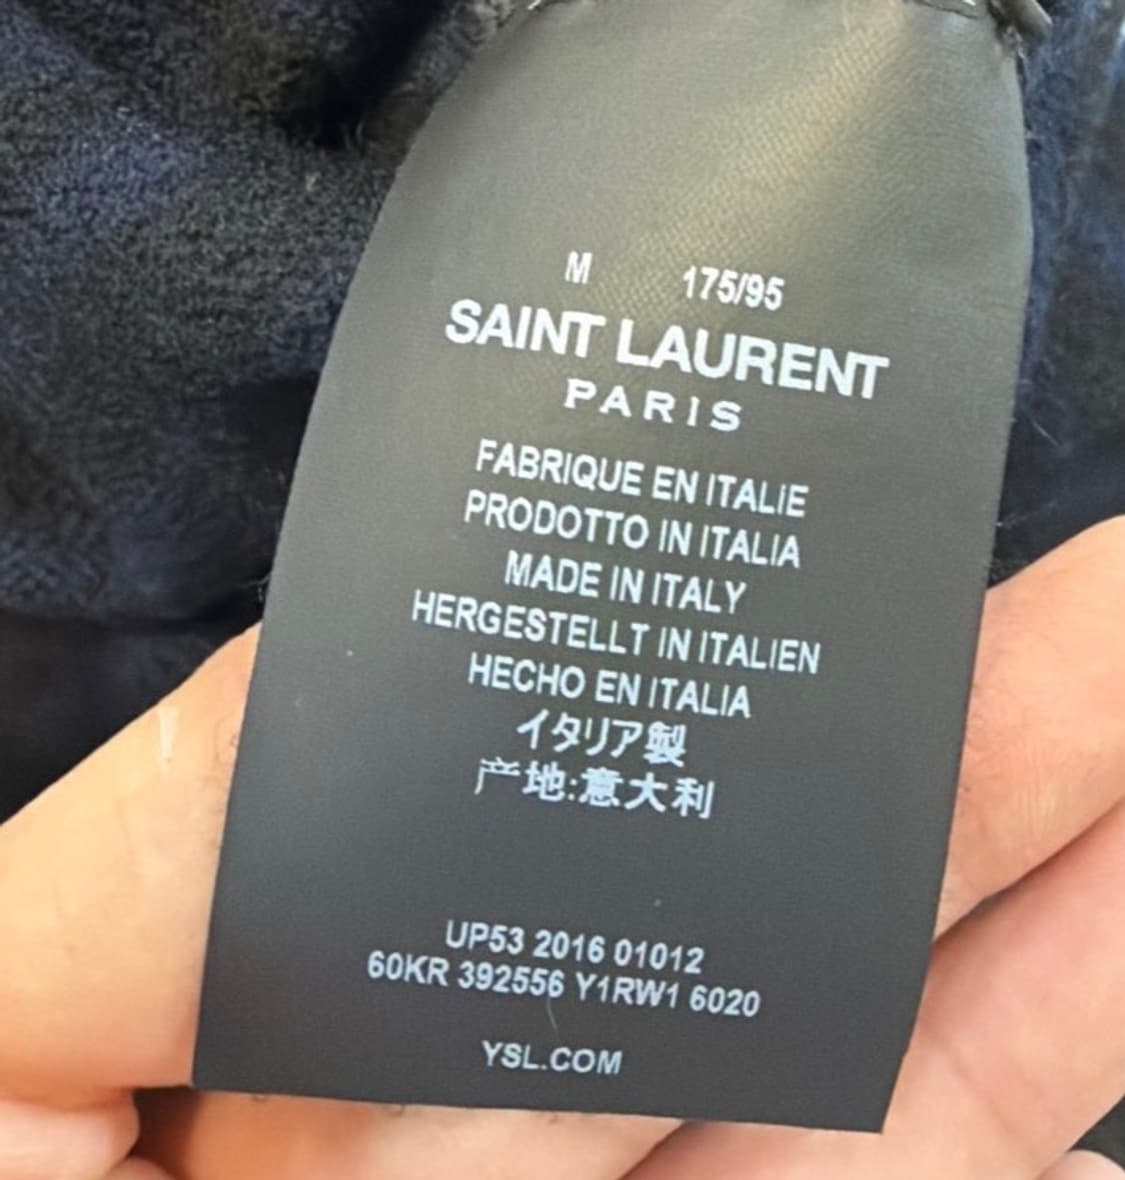 M 175/95
SAINT LAURENT
PARIS
FABRIQUE EN ITALIE
PRODOTTO IN ITALIA
MADE IN ITALY
HERGESTELLT IN ITALIEN
HECHO EN ITALIA
イタリア製
产地:意大利
UP53 2016 01012
60KR 392556 Y1RW1 6020
YSL.COM